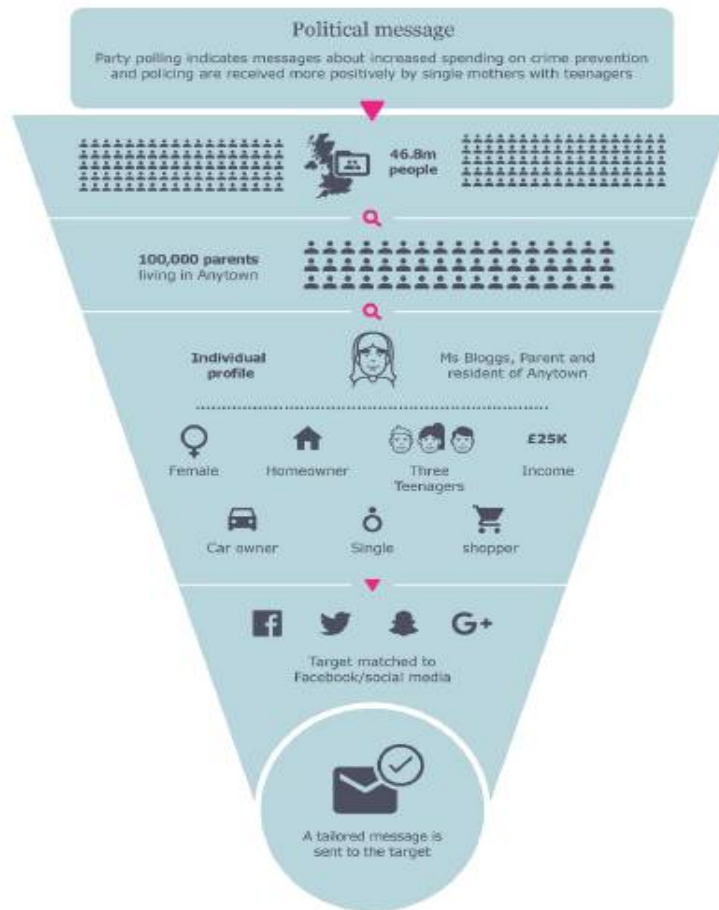 Political message
Party polling indicates messages about increased spending on crime prevention
and policing are received more positively by single mothers with teenagers
46.8m
people
100,000 parents
living in Anytown
Individual
profile
Ms Bloggs, Parent and
resident of Anytown
£25K
Female
Homeowner
Three
Teenagers
Income
Car owner
Single
shopper
G+
Target matched to
Facebook/social media
A tailored message is
sent to the target